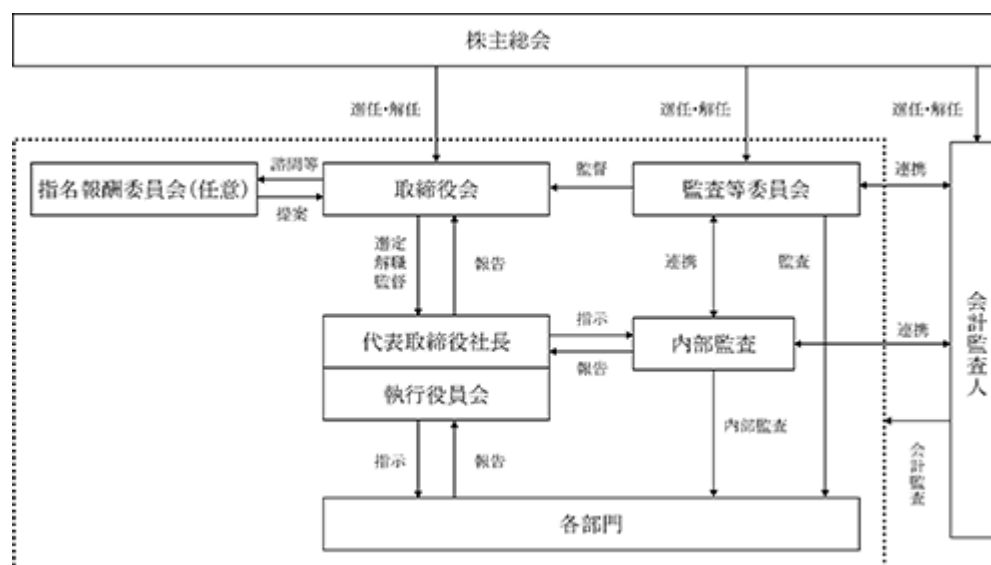 株主総会
選任・解任
選任・解任
選任・解任
諮問等
監督
連携
指名報酬委員会(任意)
取締役会
監査等委員会
提案
選定
解職
監督
報告
連携
監査
会計監査人
代表取締役社長
指示
内部監査
連携
報告
執行役員会
内部監査
指示
報告
会計監査
各部門